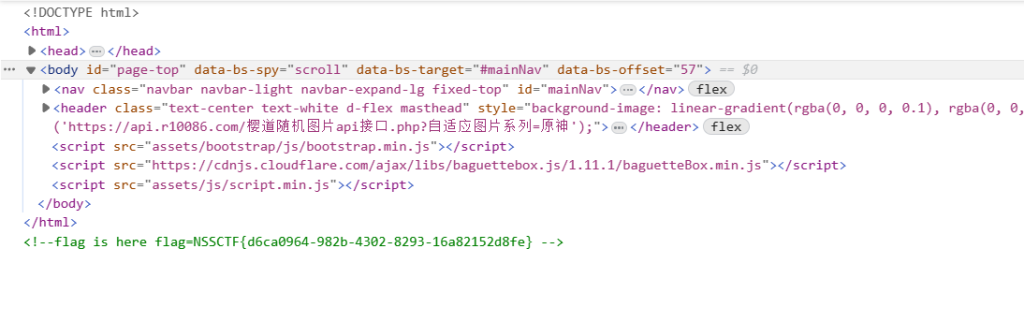 <!DOCTYPE html>
<html>
<head>…</head>
<body id="page-top" data-bs-spy="scroll" data-bs-target="#mainNav" data-bs-offset="57"> == $0
<nav class="navbar navbar-light navbar-expand-lg fixed-top" id="mainNav">…</nav> flex
<header class="text-center text-white d-flex masthead" style="background-image: linear-gradient(rgba(0, 0, 0, 0.1), rgba(0, 0,
('https://api.r10086.com/樱道随机图片api接口.php?自适应图片系列=原神');">…</header> flex
<script src="assets/bootstrap/js/bootstrap.min.js"></script>
<script src="https://cdnjs.cloudflare.com/ajax/libs/baguettebox.js/1.11.1/baguetteBox.min.js"></script>
<script src="assets/js/script.min.js"></script>
</body>
</html>
<!--flag is here flag=NSSCTF{d6ca0964-982b-4302-8293-16a82152d8fe} -->